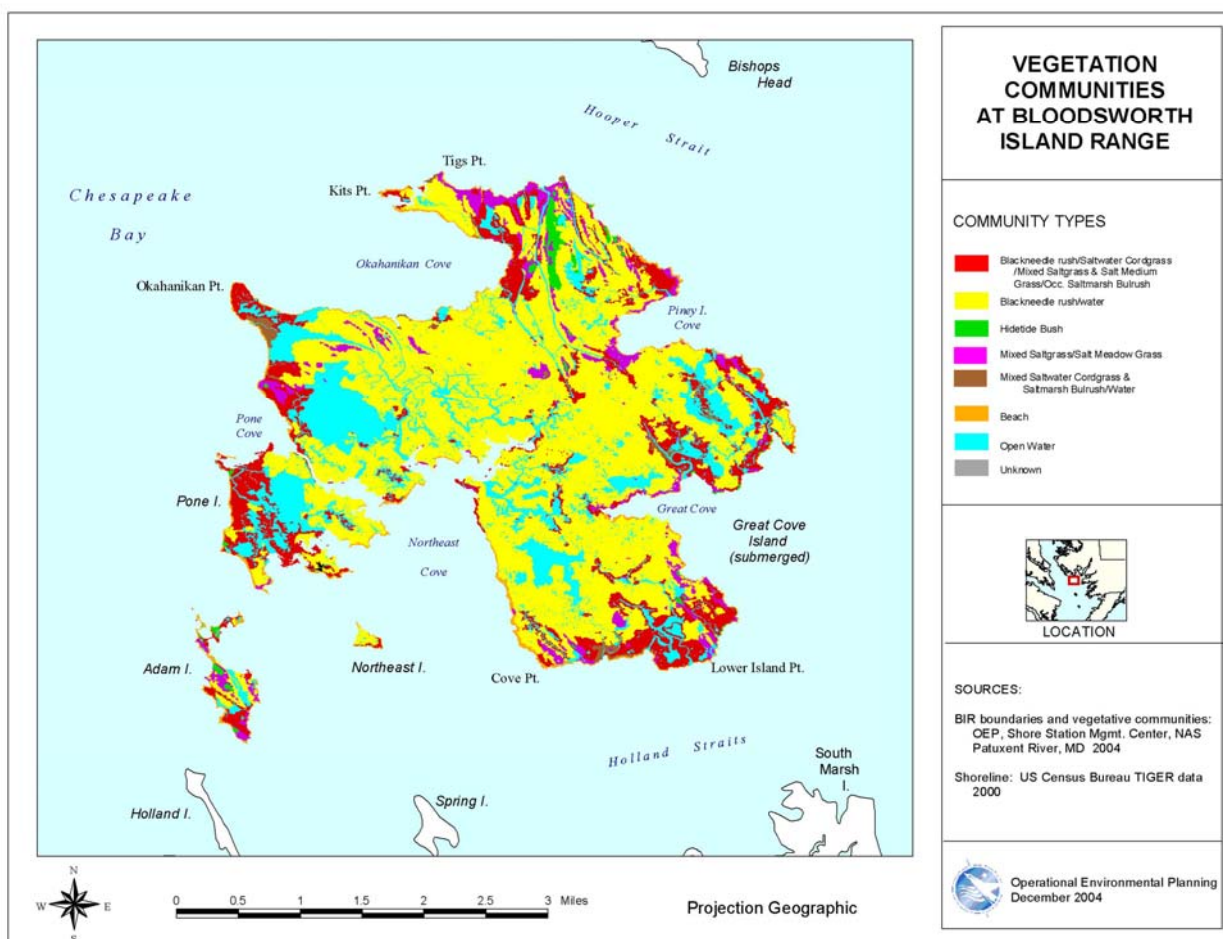 Bishops
Head
Hooper Strait
Tigs Pt.
Kits Pt.
Chesapeake
Bay
Okahanikan Cove
Okahanikan Pt.
Piney I.
Cove
Pone
Cove
Pone I.
Great Cove
Great Cove
Island
(submerged)
Northeast
Cove
Adam I.
Northeast I.
Cove Pt.
Lower Island Pt.
Holland Straits
South
Marsh
I.
Holland I.
Spring I.
N
W
E
S
0
0.5
1
1.5
2
2.5
3
Miles
Projection Geographic
VEGETATION
COMMUNITIES
AT BLOODSWORTH
ISLAND RANGE
COMMUNITY TYPES
Blackneedle rush/Saltwater Cordgrass
/Mixed Saltgrass & Salt Medium
Grass/Occ. Saltmarsh Bulrush
Blackneedle rush/water
Hidetide Bush
Mixed Saltgrass/Salt Meadow Grass
Mixed Saltwater Cordgrass &
Saltmarsh Bulrush/Water
Beach
Open Water
Unknown
LOCATION
SOURCES:
BIR boundaries and vegetative communities:
OEP, Shore Station Mgmt. Center, NAS
Patuxent River, MD 2004
Shoreline: US Census Bureau TIGER data
2000
Operational Environmental Planning
December 2004